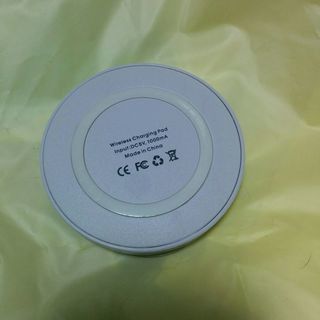 Wireless Charging Pad
Input:DC5V, 1000mA
Made in China
CE FC